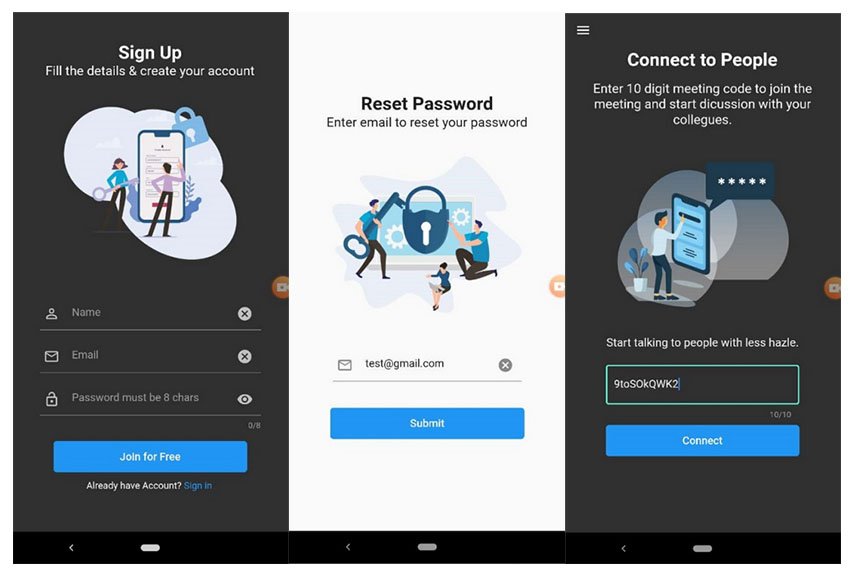 Sign Up
Fill the details & create your account
Name
Email
Password must be 8 chars
0/8
Join for Free
Already have Account? Sign in
Reset Password
Enter email to reset your password
test@gmail.com
Submit
Connect to People
Enter 10 digit meeting code to join the
meeting and start dicussion with your
collegues.
*****
Start talking to people with less hazle.
9toSOkQWK2
10/10
Connect